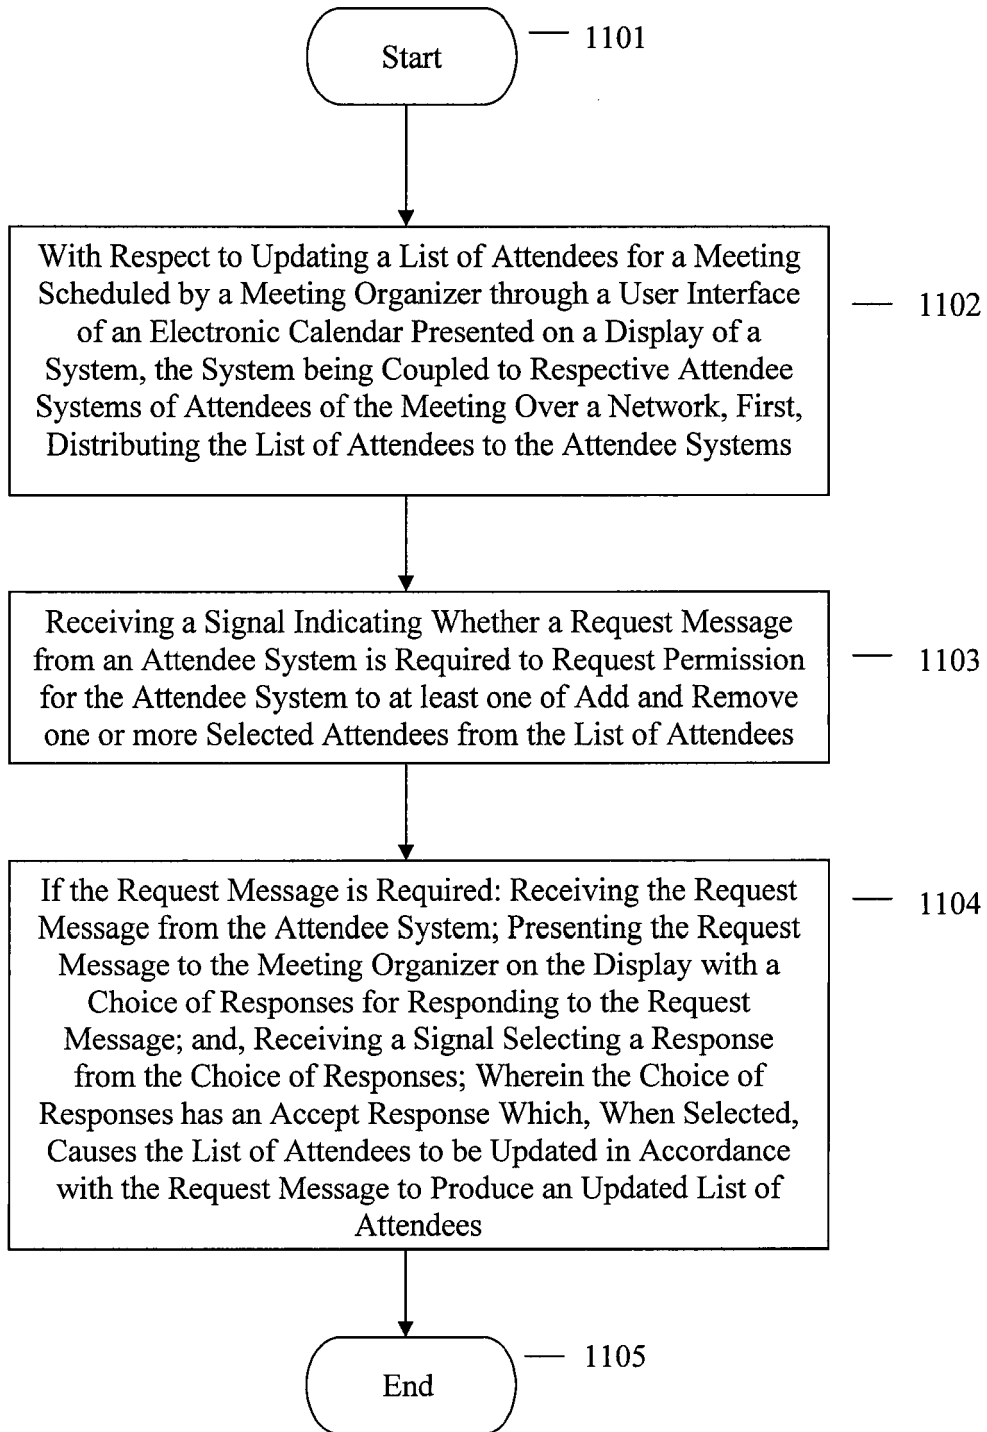 Start
1101
With Respect to Updating a List of Attendees for a Meeting
Scheduled by a Meeting Organizer through a User Interface
of an Electronic Calendar Presented on a Display of a
System, the System being Coupled to Respective Attendee
Systems of Attendees of the Meeting Over a Network, First,
Distributing the List of Attendees to the Attendee Systems
1102
Receiving a Signal Indicating Whether a Request Message
from an Attendee System is Required to Request Permission
for the Attendee System to at least one of Add and Remove
one or more Selected Attendees from the List of Attendees
1103
If the Request Message is Required: Receiving the Request
Message from the Attendee System; Presenting the Request
Message to the Meeting Organizer on the Display with a
Choice of Responses for Responding to the Request
Message; and, Receiving a Signal Selecting a Response
from the Choice of Responses; Wherein the Choice of
Responses has an Accept Response Which, When Selected,
Causes the List of Attendees to be Updated in Accordance
with the Request Message to Produce an Updated List of
Attendees
1104
End
1105